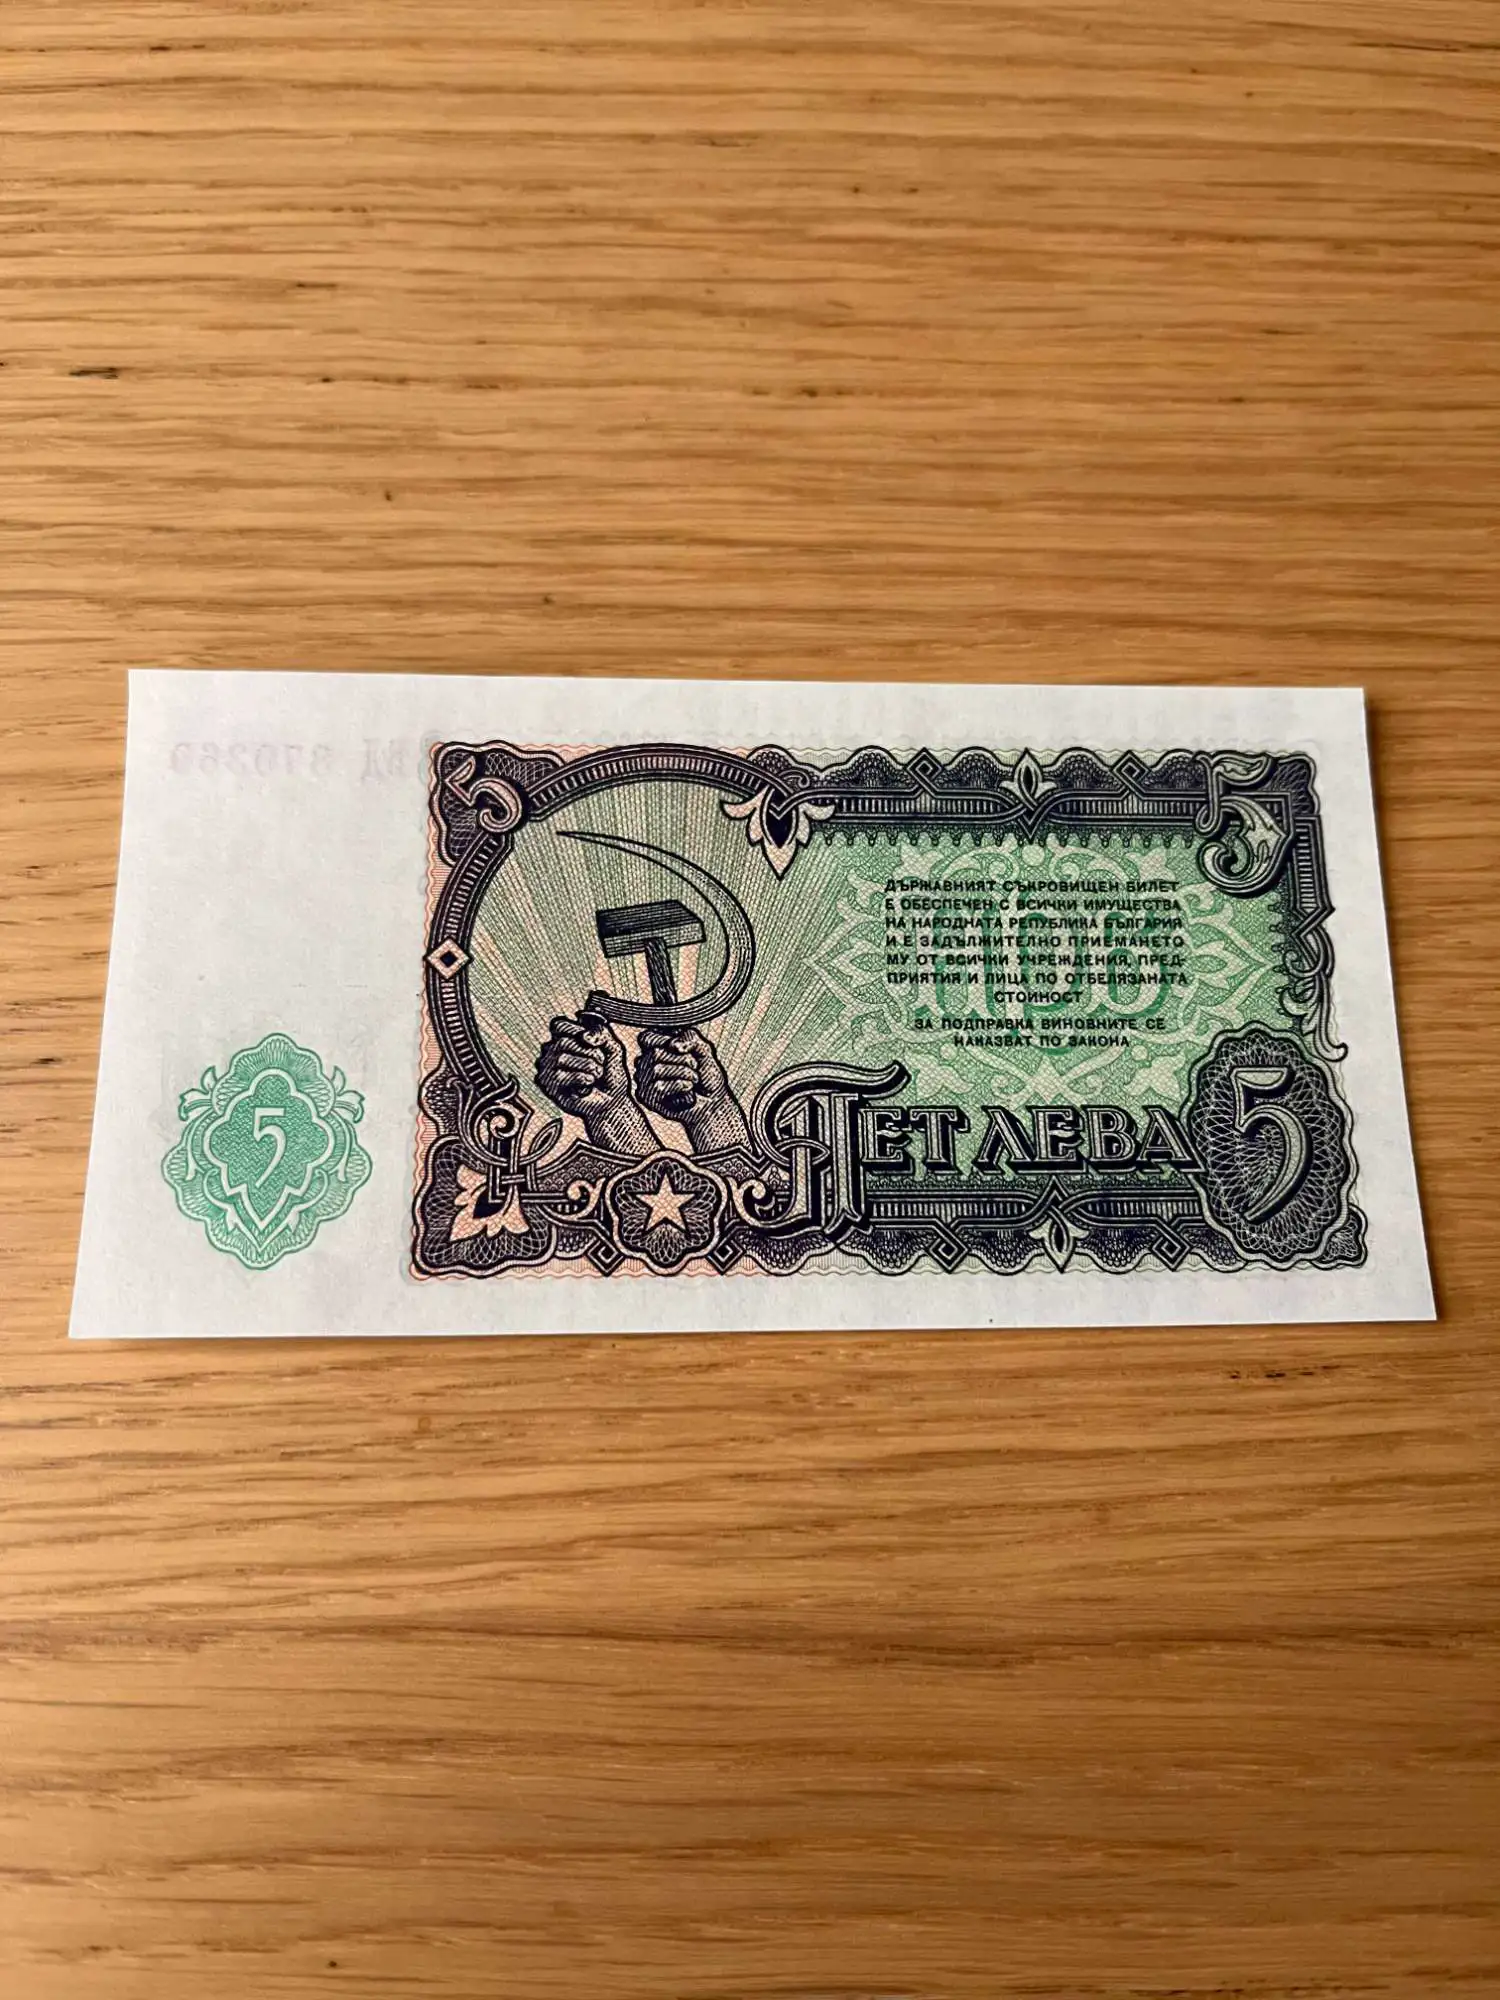 5
5
ДЪРЖАВНИЯТ СЪКРОВИЩЕН БИЛЕТ
Е ОБЕЗПЕЧЕН С ВСИЧКИ ИМУЩЕСТВА
НА НАРОДНАТА РЕПУБЛИКА БЪЛГАРИЯ
И Е ЗАДЪЛЖИТЕЛНО ПРИЕМАНЕТО
МУ ОТ ВСИЧКИ УЧРЕЖДЕНИЯ, ПРЕД-
ПРИЯТИЯ И ЛИЦА ПО ОТБЕЛЯЗАНАТА
СТОЙНОСТ
ЗА ПОДПРАВКА ВИНОВНИТЕ СЕ
НАКАЗВАТ ПО ЗАКОНА
5
ПЕТ ЛЕВА
5